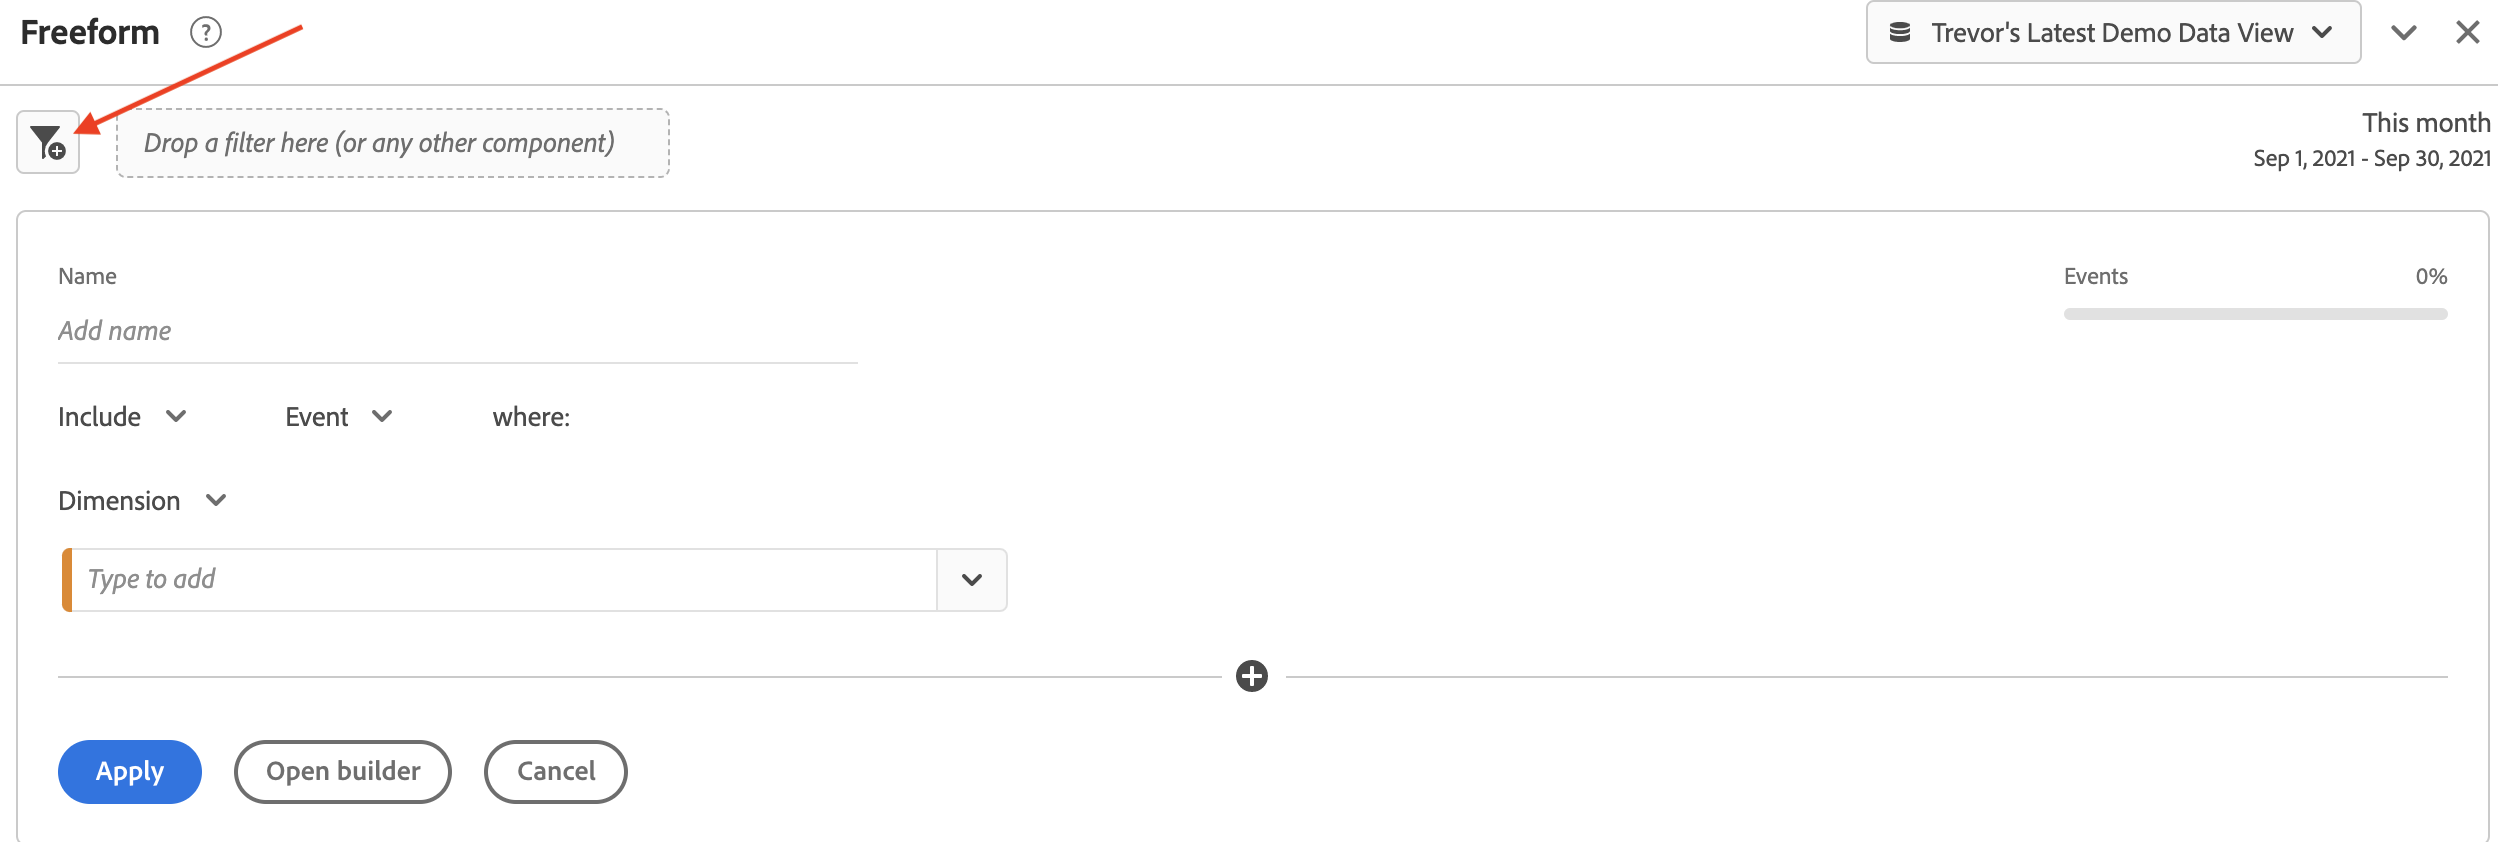 Freeform ?
Trevor's Latest Demo Data View
Drop a filter here (or any other component)
This month
Sep 1, 2021 - Sep 30, 2021
Name
Events 0%
Add name
Include Event where:
Dimension
Type to add
Apply Open builder Cancel